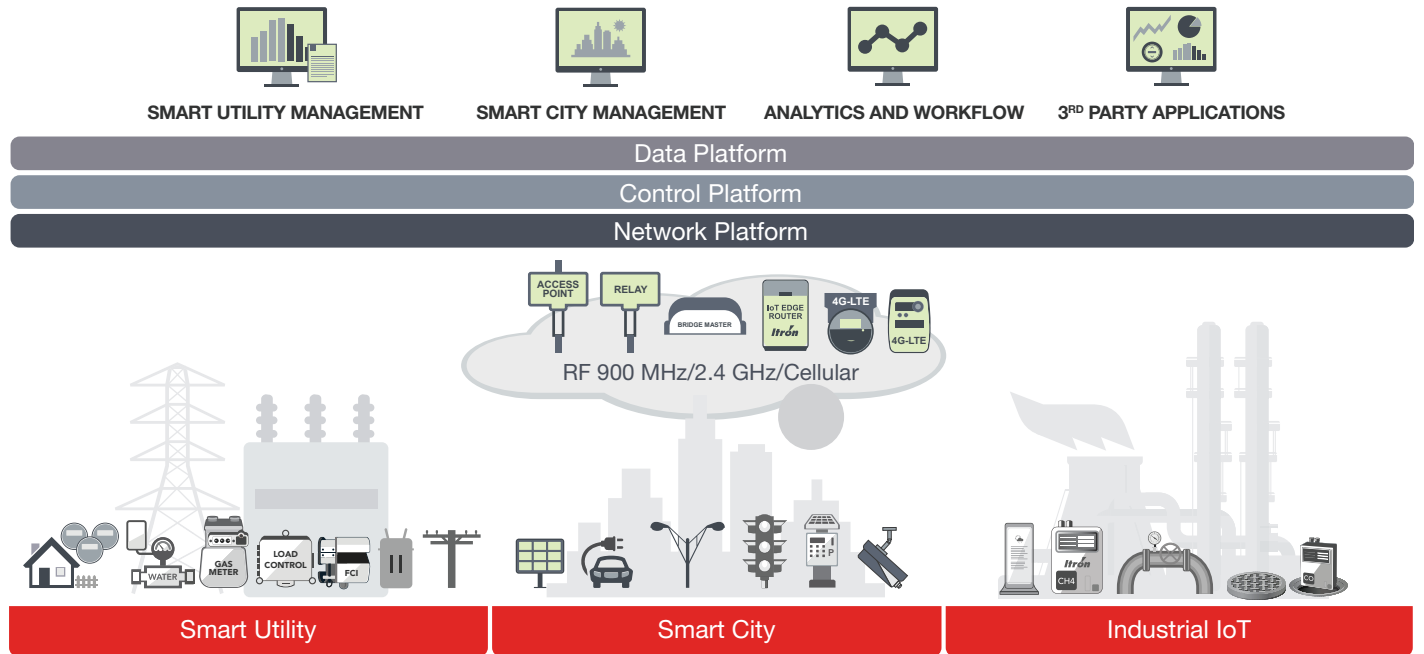 SMART UTILITY MANAGEMENT
SMART CITY MANAGEMENT
ANALYTICS AND WORKFLOW
3RD PARTY APPLICATIONS
Data Platform
Control Platform
Network Platform
ACCESS
POINT
RELAY
BRIDGE MASTER
IoT EDGE
ROUTER
Itrón
4G-LTE
4G-LTE
RF 900 MHz/2.4 GHz/Cellular
WATER
GAS
METER
LOAD
CONTROL
FCI
P
Itrón
CH4
CO
Smart Utility
Smart City
Industrial IoT